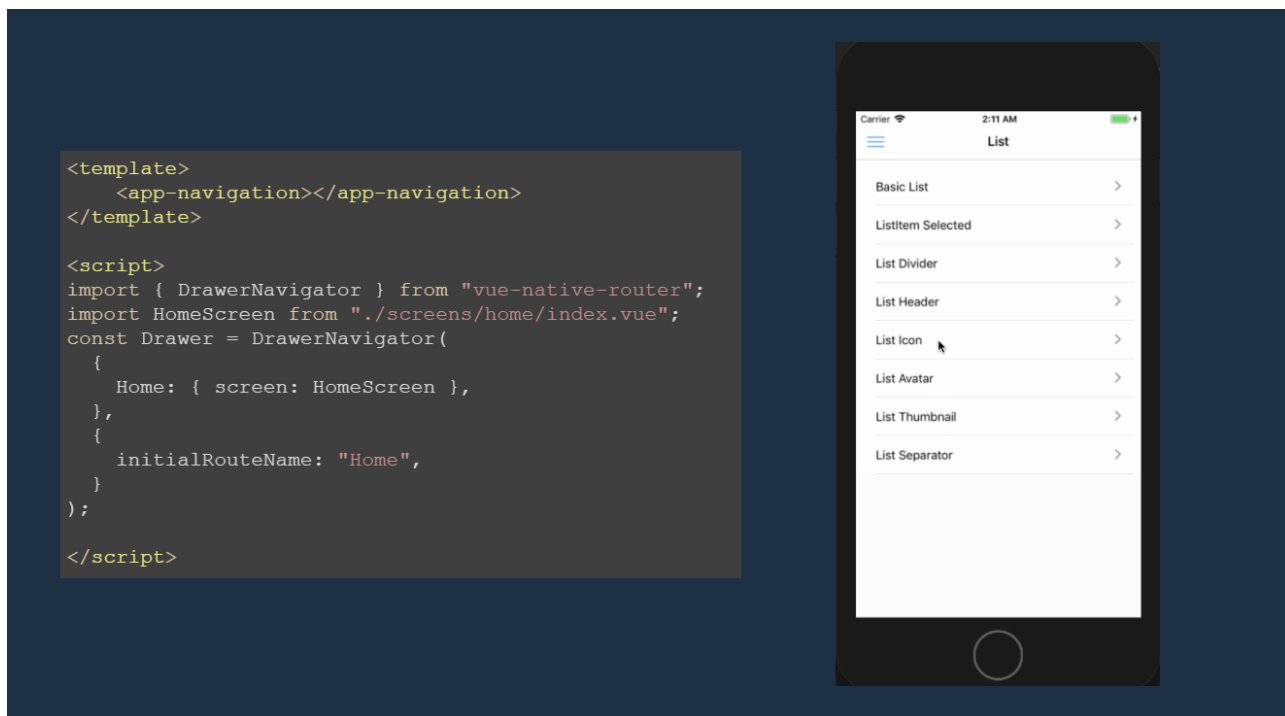 <template>
    <app-navigation></app-navigation>
</template>

<script>
import { DrawerNavigator } from "vue-native-router";
import HomeScreen from "./screens/home/index.vue";
const Drawer = DrawerNavigator(
  {
    Home: { screen: HomeScreen },
  },
  {
    initialRouteName: "Home",
  }
);

</script>
Carrier 2:11 AM
List
Basic List
ListItem Selected
List Divider
List Header
List Icon
List Avatar
List Thumbnail
List Separator